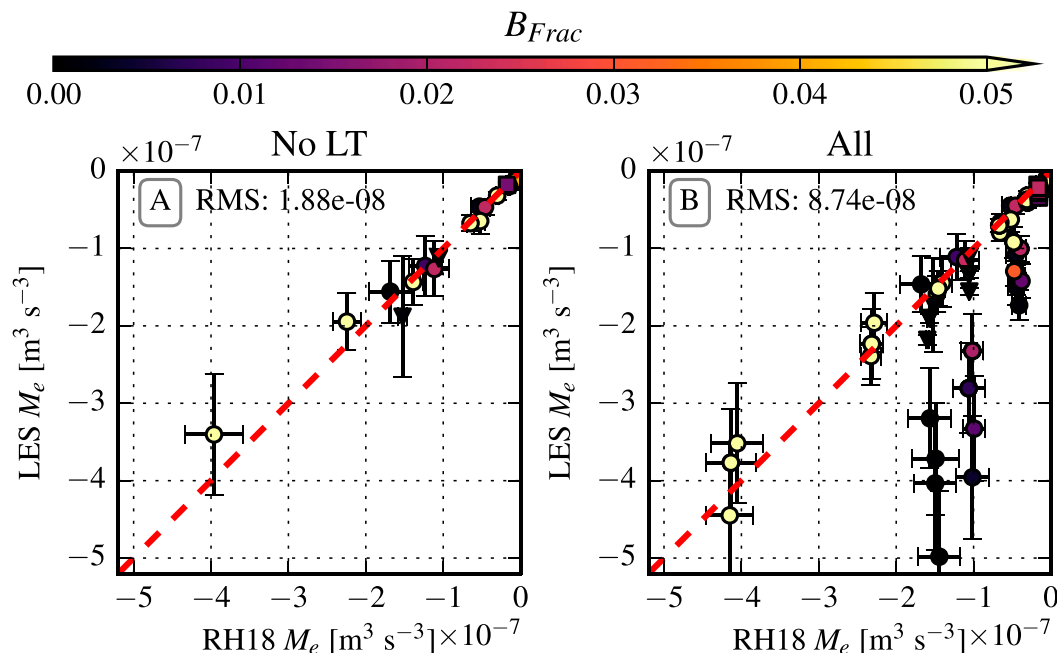 B_Frac
0.00 0.01 0.02 0.03 0.04 0.05
×10⁻⁷ No LT
A RMS: 1.88e-08
0
−1
−2
−3
−4
−5
LES M_e [m³ s⁻³]
−5 −4 −3 −2 −1 0
RH18 M_e [m³ s⁻³] ×10⁻⁷
×10⁻⁷ All
B RMS: 8.74e-08
0
−1
−2
−3
−4
−5
LES M_e [m³ s⁻³]
−5 −4 −3 −2 −1 0
RH18 M_e [m³ s⁻³] ×10⁻⁷